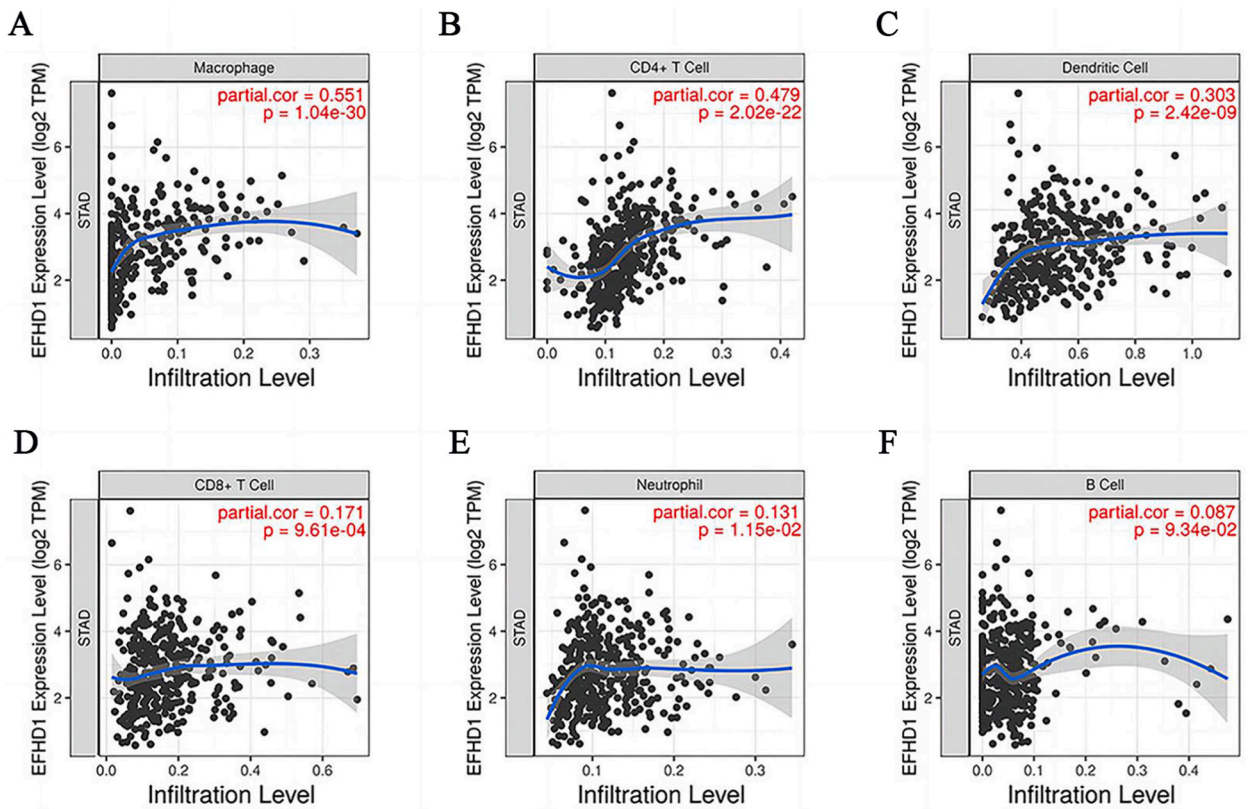 A
Macrophage
partial.cor = 0.551
p = 1.04e-30
EFHD1 Expression Level (log2 TPM)
STAD
6
4
2
0.0 0.1 0.2 0.3
Infiltration Level
B
CD4+ T Cell
partial.cor = 0.479
p = 2.02e-22
EFHD1 Expression Level (log2 TPM)
STAD
6
4
2
0.0 0.1 0.2 0.3 0.4
Infiltration Level
C
Dendritic Cell
partial.cor = 0.303
p = 2.42e-09
EFHD1 Expression Level (log2 TPM)
STAD
6
4
2
0.4 0.6 0.8 1.0
Infiltration Level
D
CD8+ T Cell
partial.cor = 0.171
p = 9.61e-04
EFHD1 Expression Level (log2 TPM)
STAD
6
4
2
0.0 0.2 0.4 0.6
Infiltration Level
E
Neutrophil
partial.cor = 0.131
p = 1.15e-02
EFHD1 Expression Level (log2 TPM)
STAD
6
4
2
0.1 0.2 0.3
Infiltration Level
F
B Cell
partial.cor = 0.087
p = 9.34e-02
EFHD1 Expression Level (log2 TPM)
STAD
6
4
2
0.0 0.1 0.2 0.3 0.4
Infiltration Level